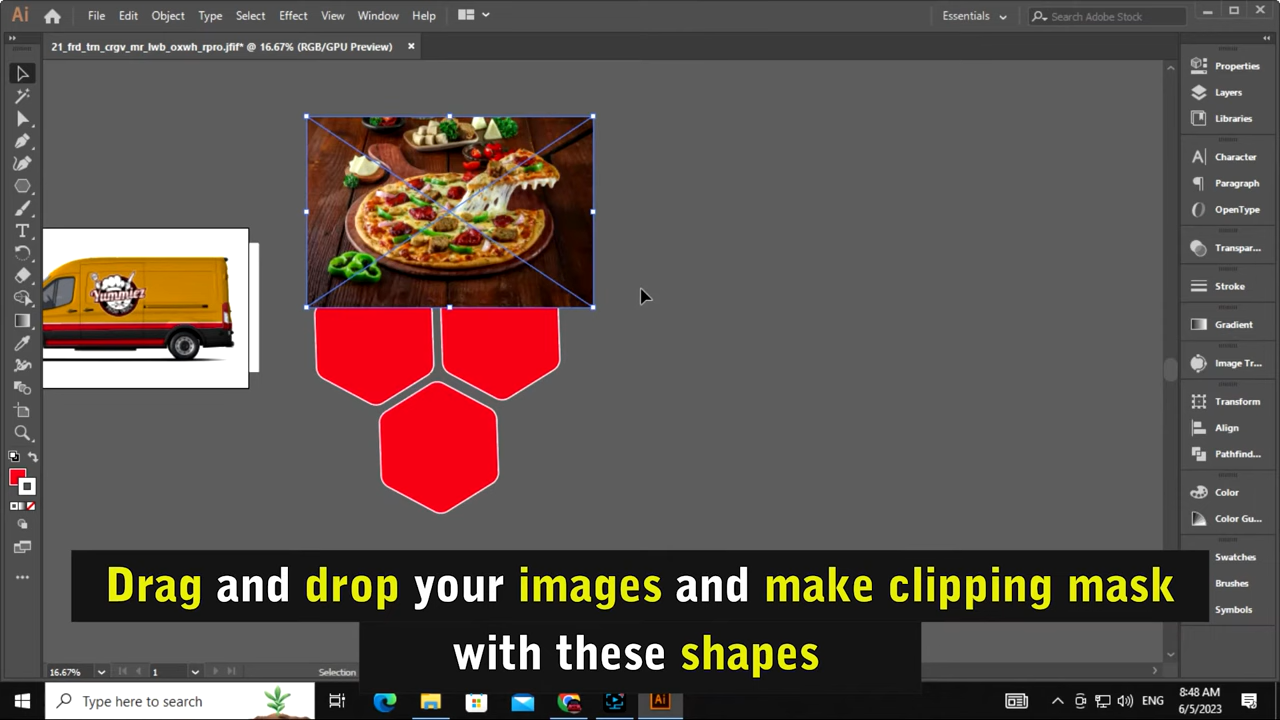 Ai
File Edit Object Type Select Effect View Window Help
Essentials
Search Adobe Stock
21_frd_trn_crgv_mr_lwb_oxwh_rpro.jfif* @ 16.67% (RGB/GPU Preview)
Properties
Layers
Libraries
Character
Paragraph
OpenType
Transpar...
Stroke
Gradient
Image Tr...
Transform
Align
Pathfind...
Color
Color Gu...
Swatches
Brushes
Symbols
Yummiez
Drag and drop your images and make clipping mask
with these shapes
16.67%
1
Selection
Type here to search
Ai
ENG
8:48 AM
6/5/2023